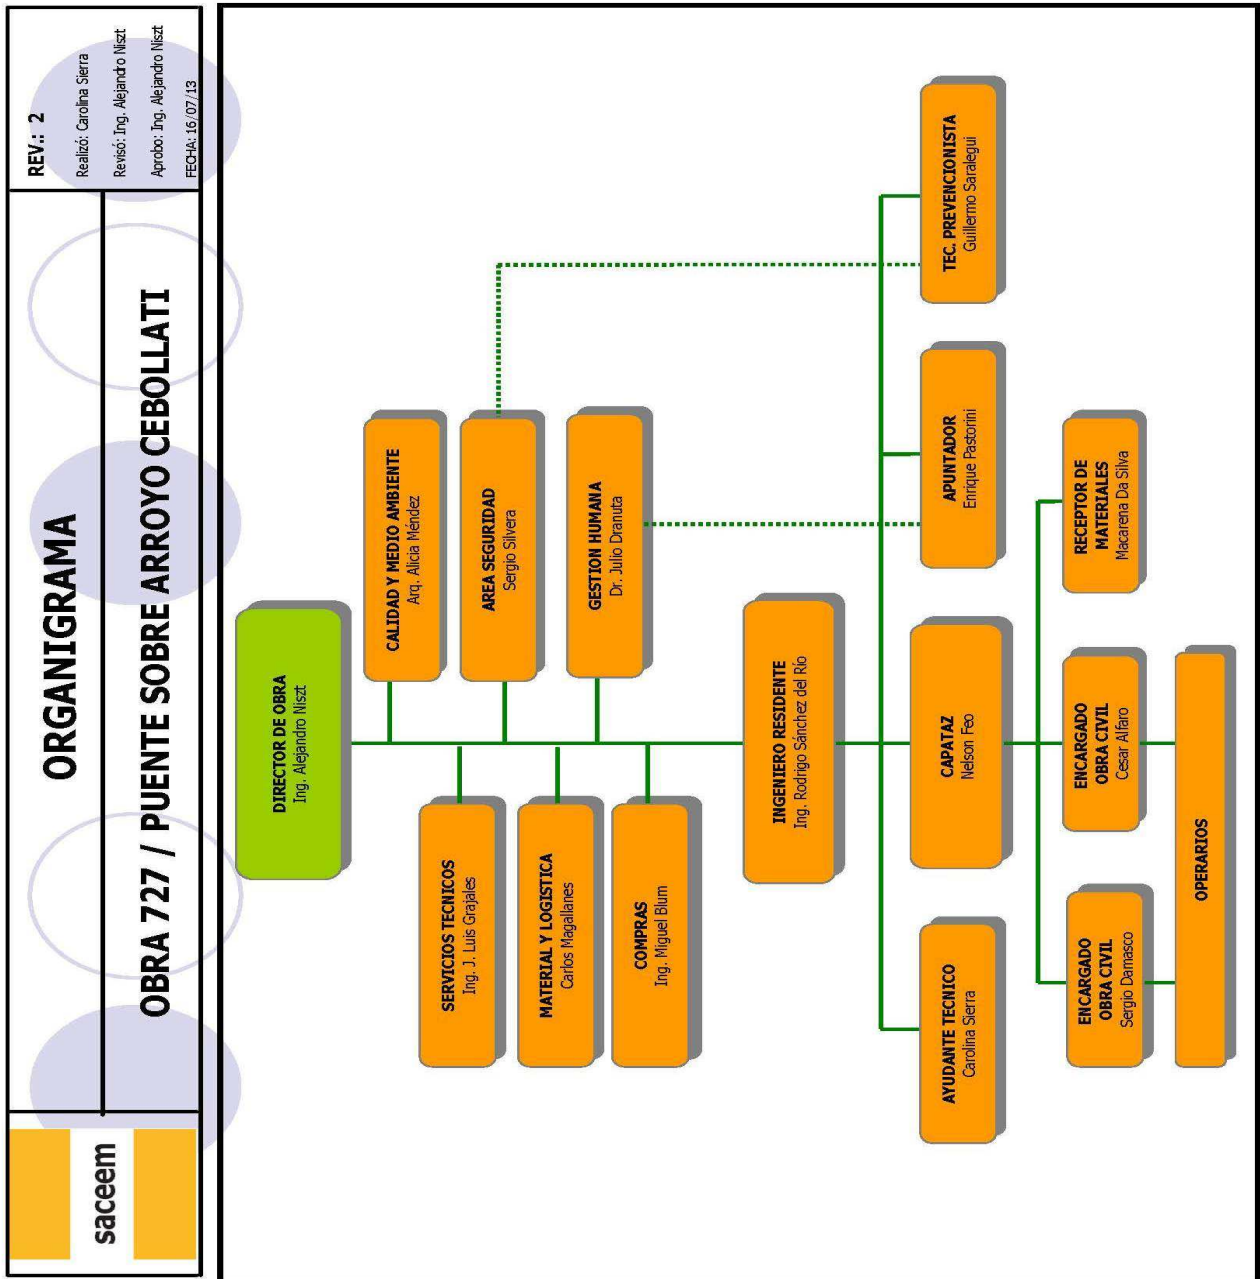 saceem
ORGANIGRAMA
OBRA 727 / PUENTE SOBRE ARROYO CEBOLLATI
REV.: 2
Realizó: Carolina Sierra
Revisó: Ing. Alejandro Niszt
Aprobo: Ing. Alejandro Niszt
FECHA: 16/07/13
DIRECTOR DE OBRA
Ing. Alejandro Niszt
CALIDAD Y MEDIO AMBIENTE
Arq. Alicia Méndez
SERVICIOS TECNICOS
Ing. J. Luis Grajales
AREA SEGURIDAD
Sergio Silvera
MATERIAL Y LOGISTICA
Carlos Magallanes
GESTION HUMANA
Dr. Julio Dranuta
COMPRAS
Ing. Miguel Blum
INGENIERO RESIDENTE
Ing. Rodrigo Sánchez del Río
AYUDANTE TECNICO
Carolina Sierra
CAPATAZ
Nelson Feo
APUNTADOR
Enrique Pastorini
TEC. PREVENCIONISTA
Guillermo Saralegui
ENCARGADO
OBRA CIVIL
Sergio Damasco
ENCARGADO
OBRA CIVIL
Cesar Alfaro
RECEPTOR DE
MATERIALES
Macarena Da Silva
OPERARIOS